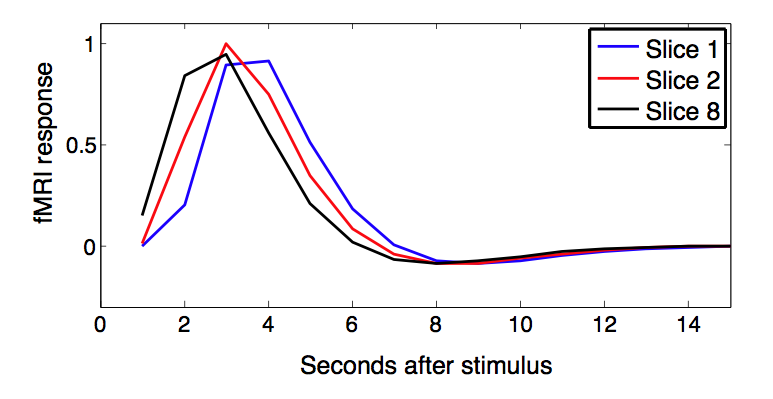 1
0.5
0
fMRI response
Slice 1
Slice 2
Slice 8
0 2 4 6 8 10 12 14
Seconds after stimulus